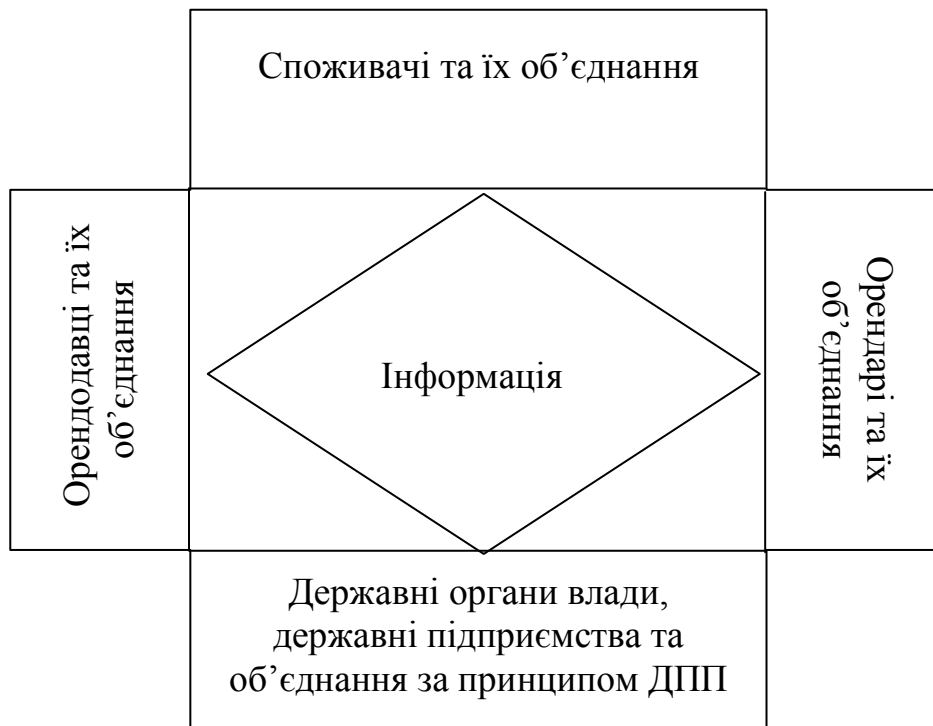 Споживачі та їх об’єднання
Орендодавці та їх
об’єднання
Інформація
Орендарі та їх
об’єднання
Державні органи влади,
державні підприємства та
об’єднання за принципом ДПП